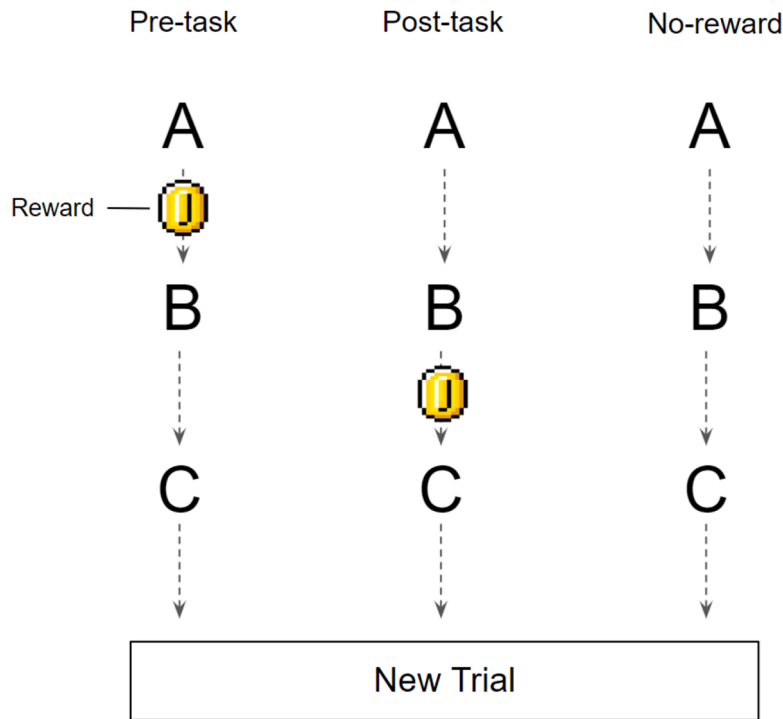 Pre-task Post-task No-reward
A A A
Reward
B B B
C C C
New Trial